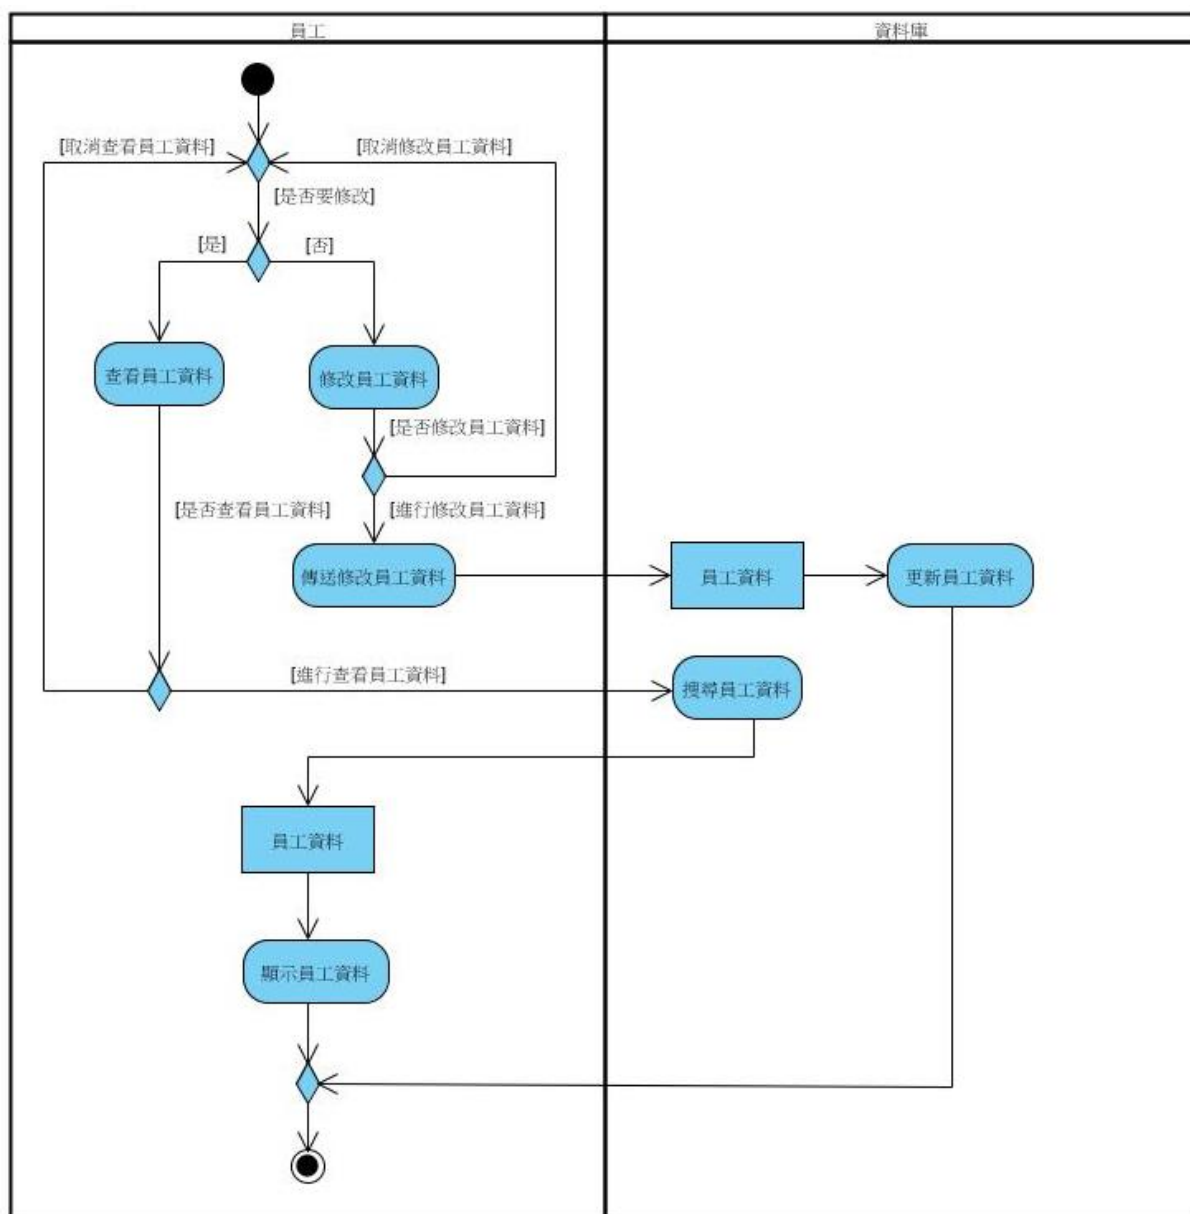 員工
資料庫
[取消查看員工資料]
[取消修改員工資料]
[是否要修改]
[是]
[否]
查看員工資料
修改員工資料
[是否修改員工資料]
[是否查看員工資料]
[進行修改員工資料]
傳送修改員工資料
員工資料
更新員工資料
[進行查看員工資料]
搜尋員工資料
員工資料
顯示員工資料